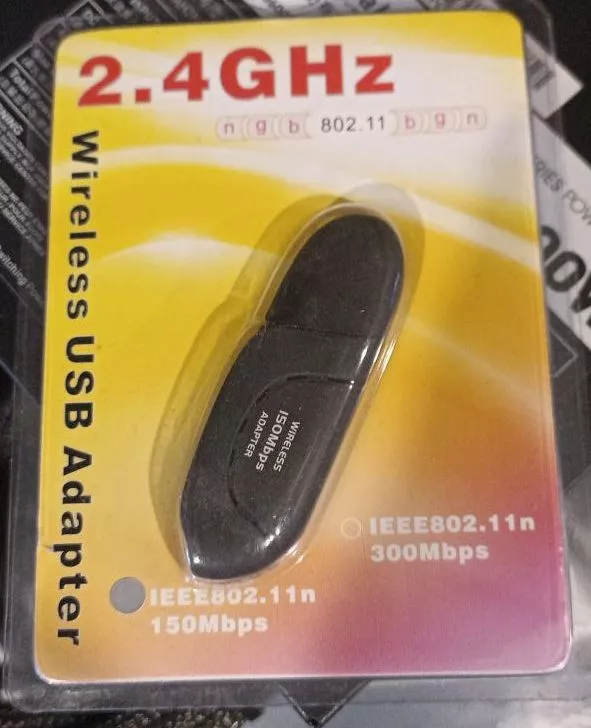 2.4GHz
n g b 802.11 b g n
Wireless USB Adapter
WIRELESS
150Mbps
ADAPTER
IEEE802.11n
300Mbps
IEEE802.11n
150Mbps